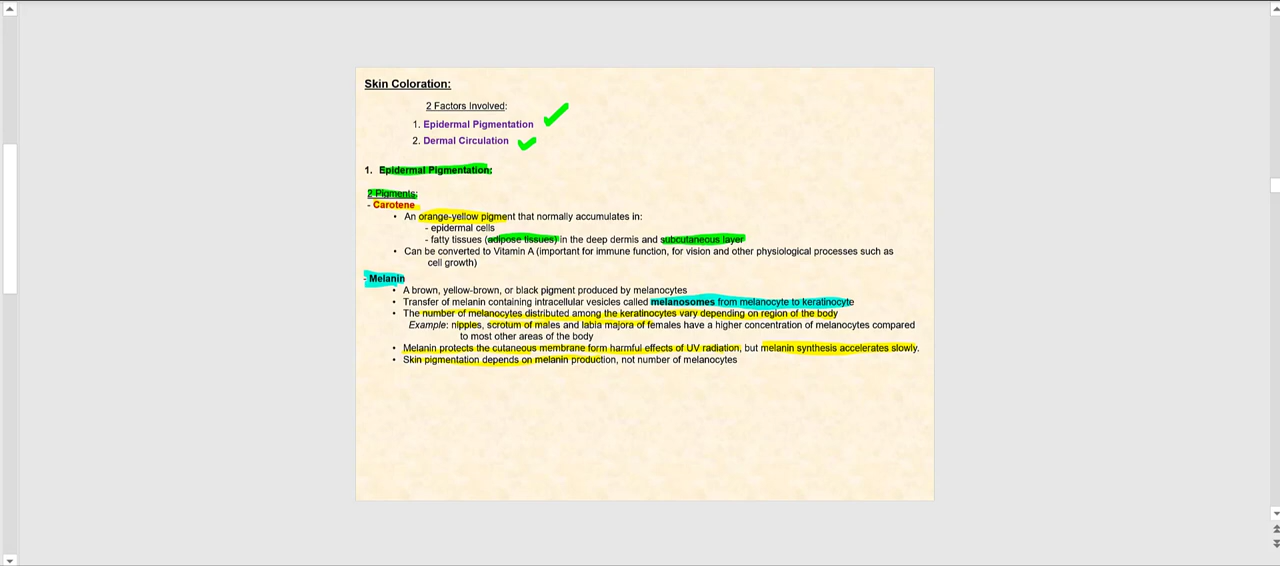 Skin Coloration:
2 Factors Involved:
1. Epidermal Pigmentation
2. Dermal Circulation
1. Epidermal Pigmentation:
2 Pigments:
- Carotene
• An orange-yellow pigment that normally accumulates in:
- epidermal cells
- fatty tissues (adipose tissues) in the deep dermis and subcutaneous layer
• Can be converted to Vitamin A (important for immune function, for vision and other physiological processes such as
cell growth)
- Melanin
• A brown, yellow-brown, or black pigment produced by melanocytes
• Transfer of melanin containing intracellular vesicles called melanosomes from melanocyte to keratinocyte
• The number of melanocytes distributed among the keratinocytes vary depending on region of the body
Example: nipples, scrotum of males and labia majora of females have a higher concentration of melanocytes compared
to most other areas of the body
• Melanin protects the cutaneous membrane form harmful effects of UV radiation, but melanin synthesis accelerates slowly.
• Skin pigmentation depends on melanin production, not number of melanocytes